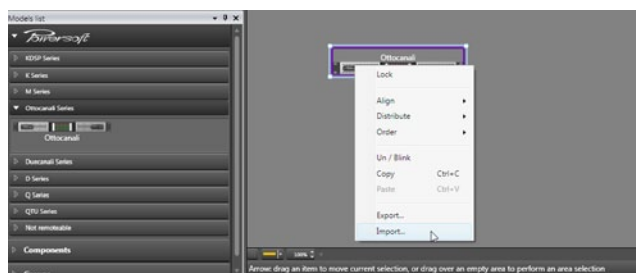 Models list
Powersoft
KDSP Series
K Series
M Series
Ottocanali Series
Ottocanali
Duecanali Series
D Series
Q Series
QTU Series
Not remoteable
Components
Ottocanali
Lock
Align
Distribute
Order
Un / Blink
Copy Ctrl+C
Paste Ctrl+V
Export...
Import...
100%
Arrow: drag an item to move current selection, or drag over an empty area to perform an area selection